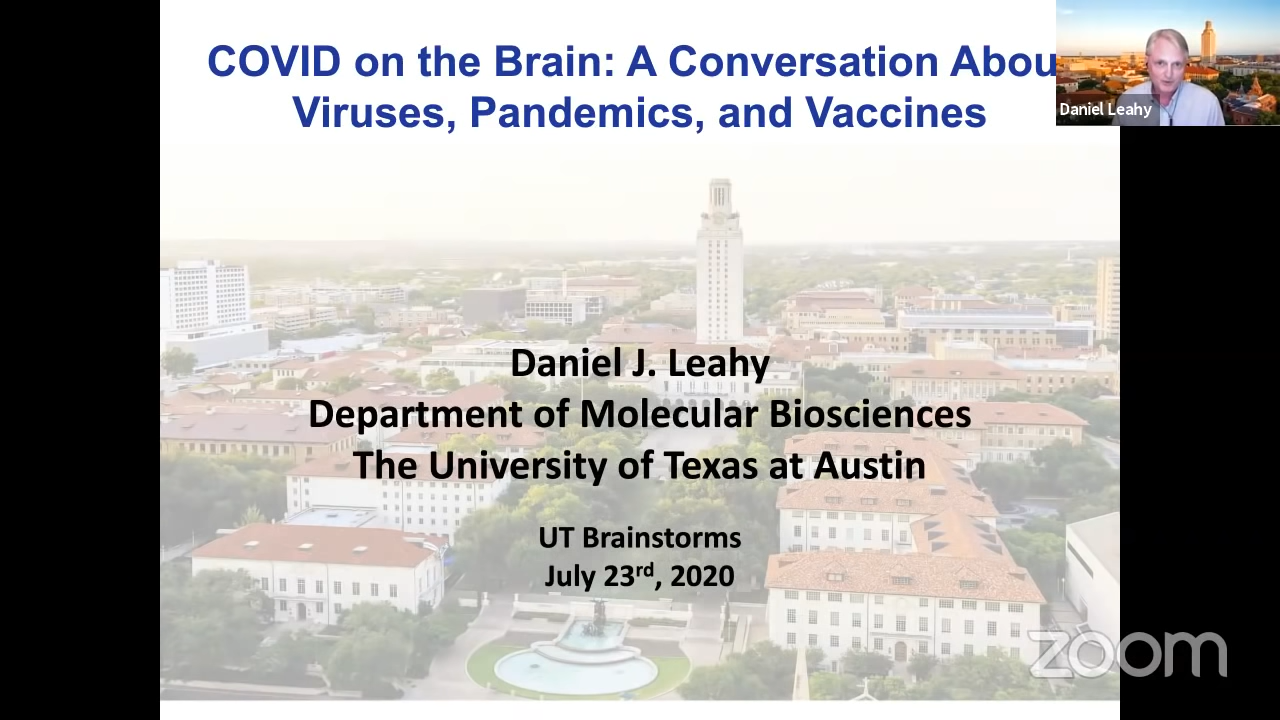 COVID on the Brain: A Conversation Abou
Viruses, Pandemics, and Vaccines
Daniel Leahy
Daniel J. Leahy
Department of Molecular Biosciences
The University of Texas at Austin
UT Brainstorms
July 23rd, 2020
zoom